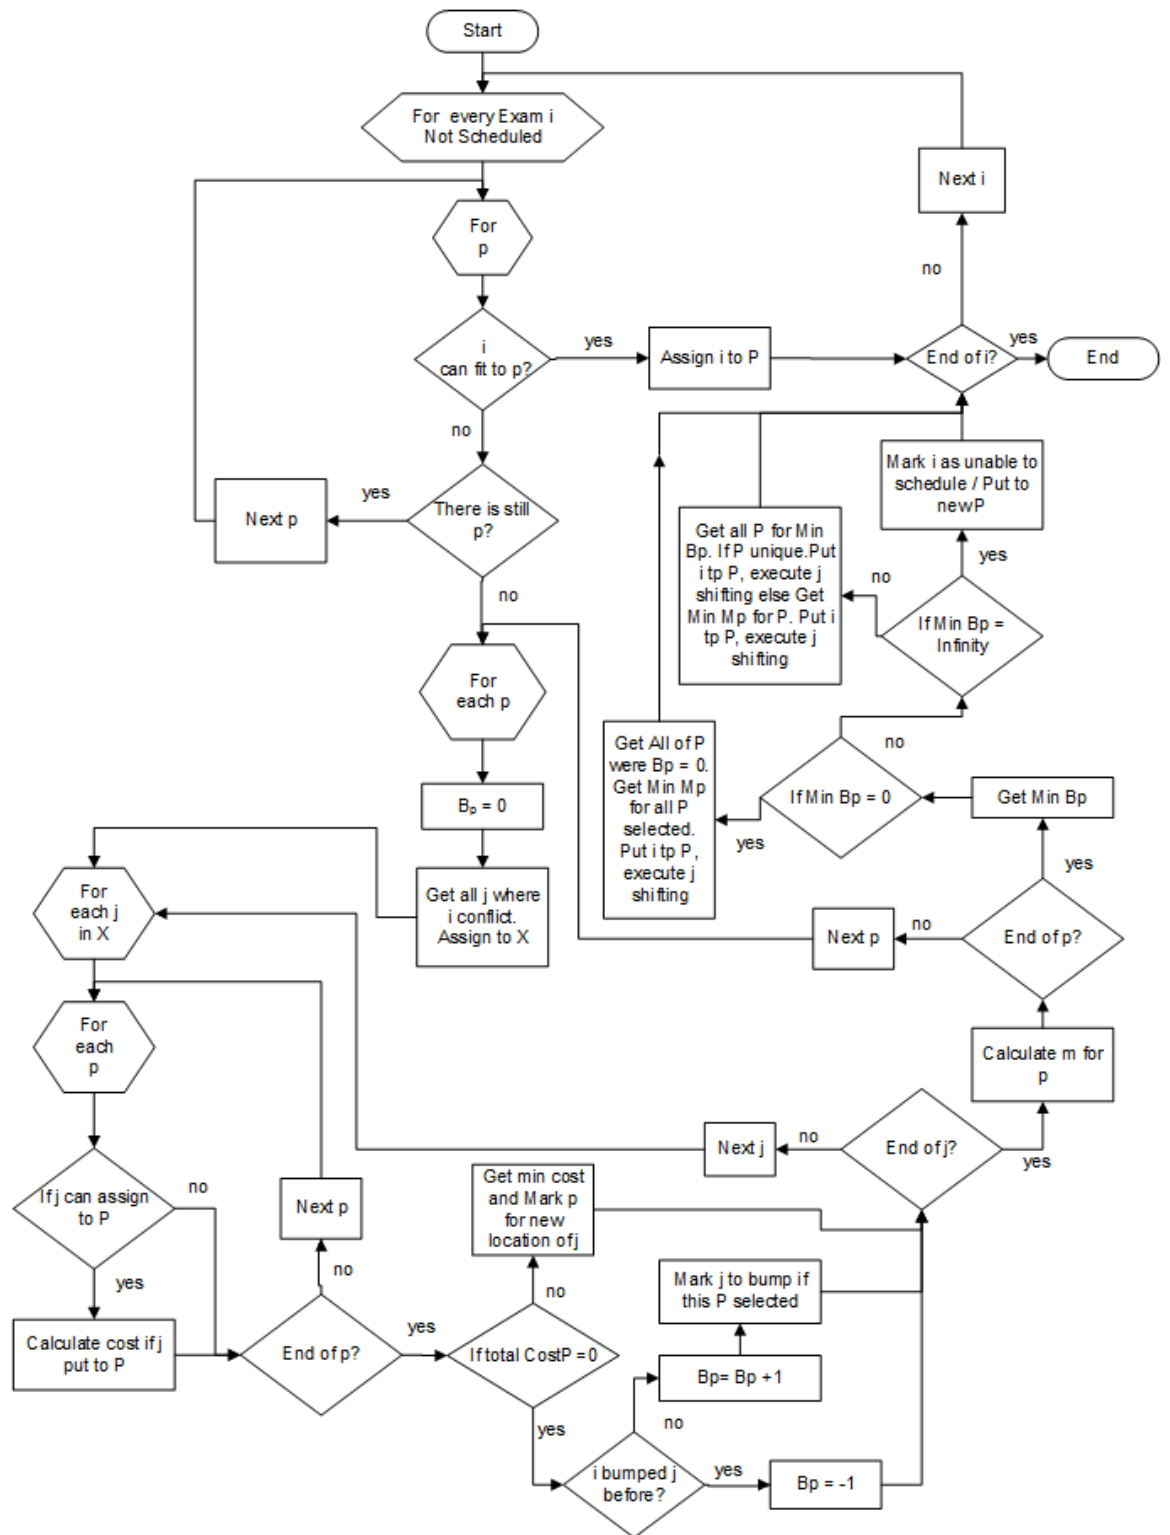 Start
For every Exam i
Not Scheduled
Next i
For
p
no
i
can fit to p?
yes
Assign i to P
End of i?
yes
End
no
Mark i as unable to
schedule / Put to
new P
There is still
p?
yes
Next p
Get all P for Min
Bp. If P unique.Put
i tp P, execute j
shifting else Get
Min Mp for P. Put i
tp P, execute j
shifting
no
yes
If Min Bp =
Infinity
no
For
each p
Get All of P
were Bp = 0.
Get Min Mp
for all P
selected.
Put i tp P,
execute j
shifting
no
If Min Bp = 0
yes
Get Min Bp
Bp = 0
yes
Get all j where
i conflict.
Assign to X
For
each j
in X
Next p
no
End of p?
For
each
p
Calculate m for
p
Next j
no
End of j?
yes
If j can assign
to P
no
Next p
Get min cost
and Mark p
for new
location of j
yes
no
no
Mark j to bump if
this P selected
Calculate cost if j
put to P
End of p?
yes
If total CostP = 0
Bp= Bp +1
yes
no
i bumped j
before?
yes
Bp = -1